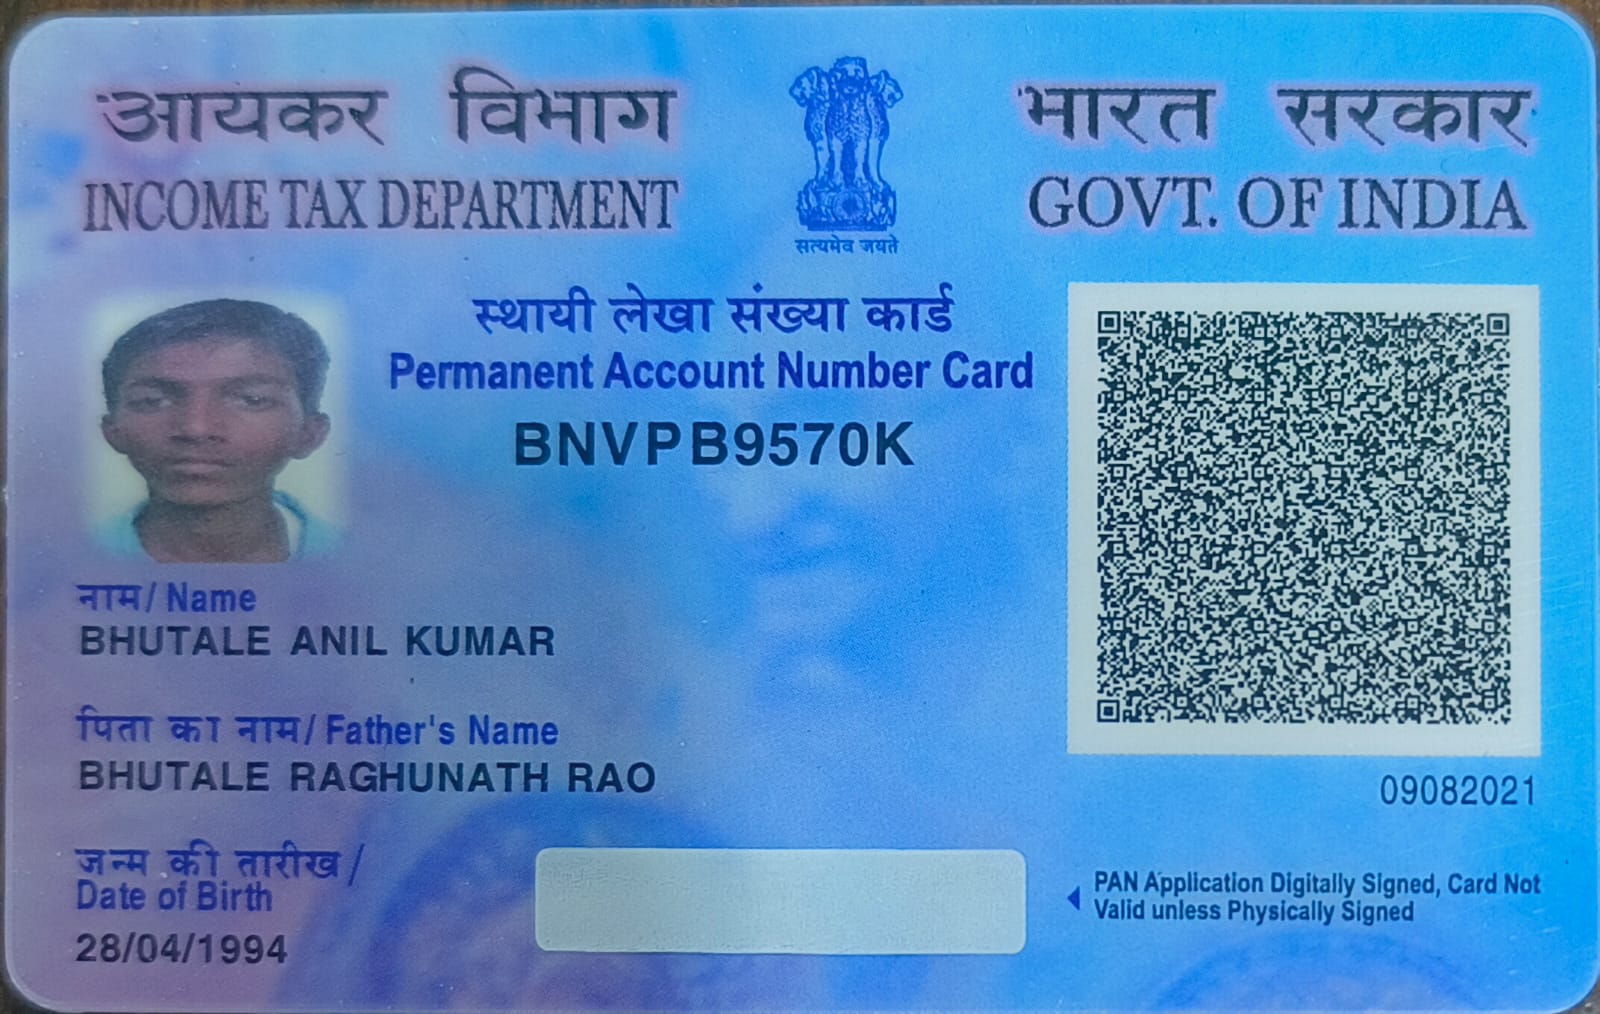 आयकर विभाग
INCOME TAX DEPARTMENT
सत्यमेव जयते
भारत सरकार
GOVT. OF INDIA
स्थायी लेखा संख्या कार्ड
Permanent Account Number Card
BNVPB9570K
नाम/ Name
BHUTALE ANIL KUMAR
पिता का नाम/ Father's Name
BHUTALE RAGHUNATH RAO
09082021
जन्म की तारीख/
Date of Birth
28/04/1994
PAN Application Digitally Signed, Card Not
Valid unless Physically Signed